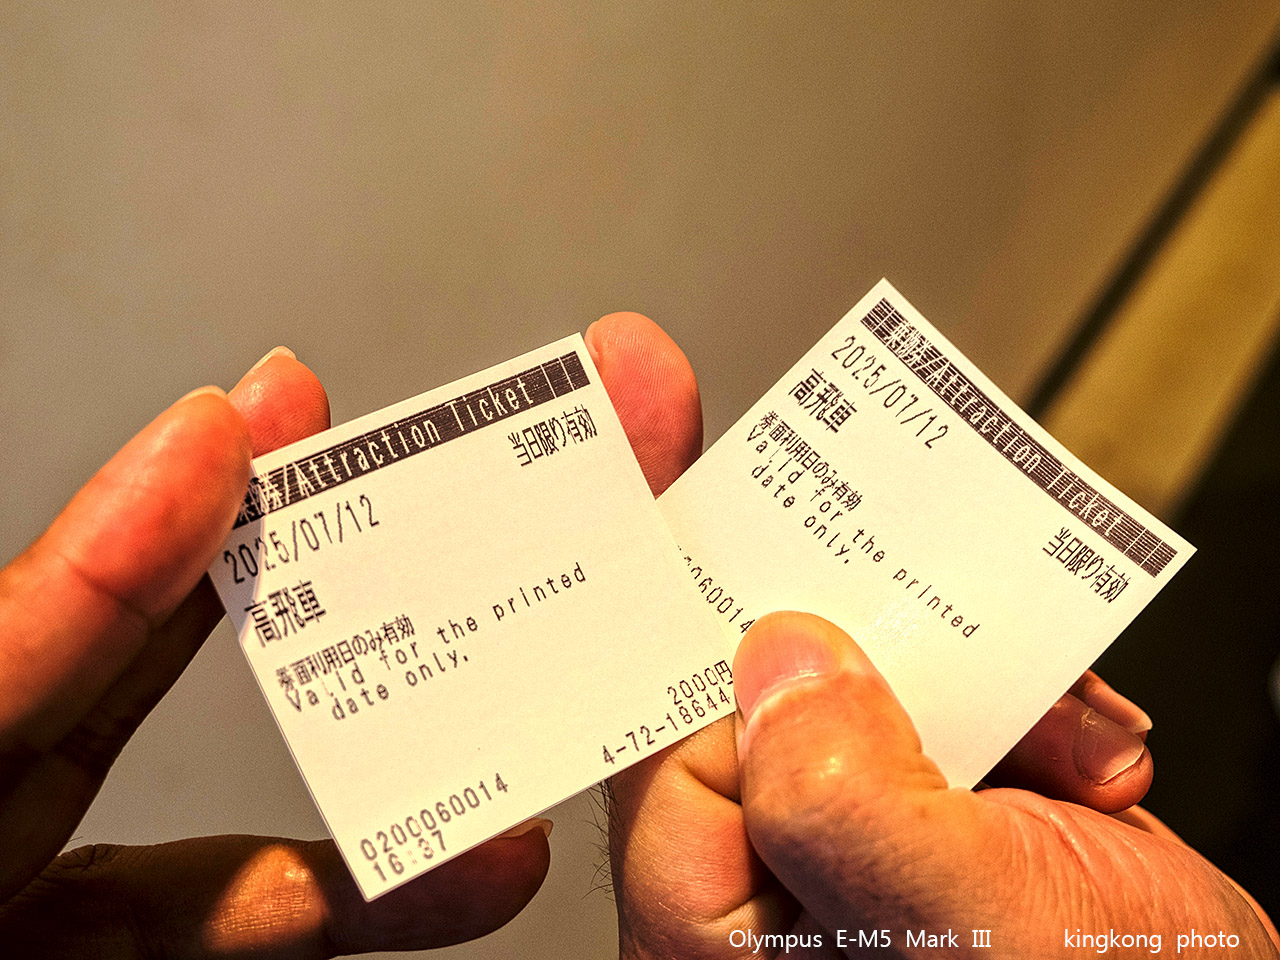 券/Attraction Ticket
当日限り有効
2025/07/12
高飛車
券面利用日のみ有効
Valid for the printed
date only.
2000円
4-72-18644
0200060014
16:37
券/Attraction Ticket
2025/07/12
当日限り有効
高飛車
券面利用日のみ有効
Valid for the printed
date only.
60014
Olympus E-M5 Mark III
kingkong photo